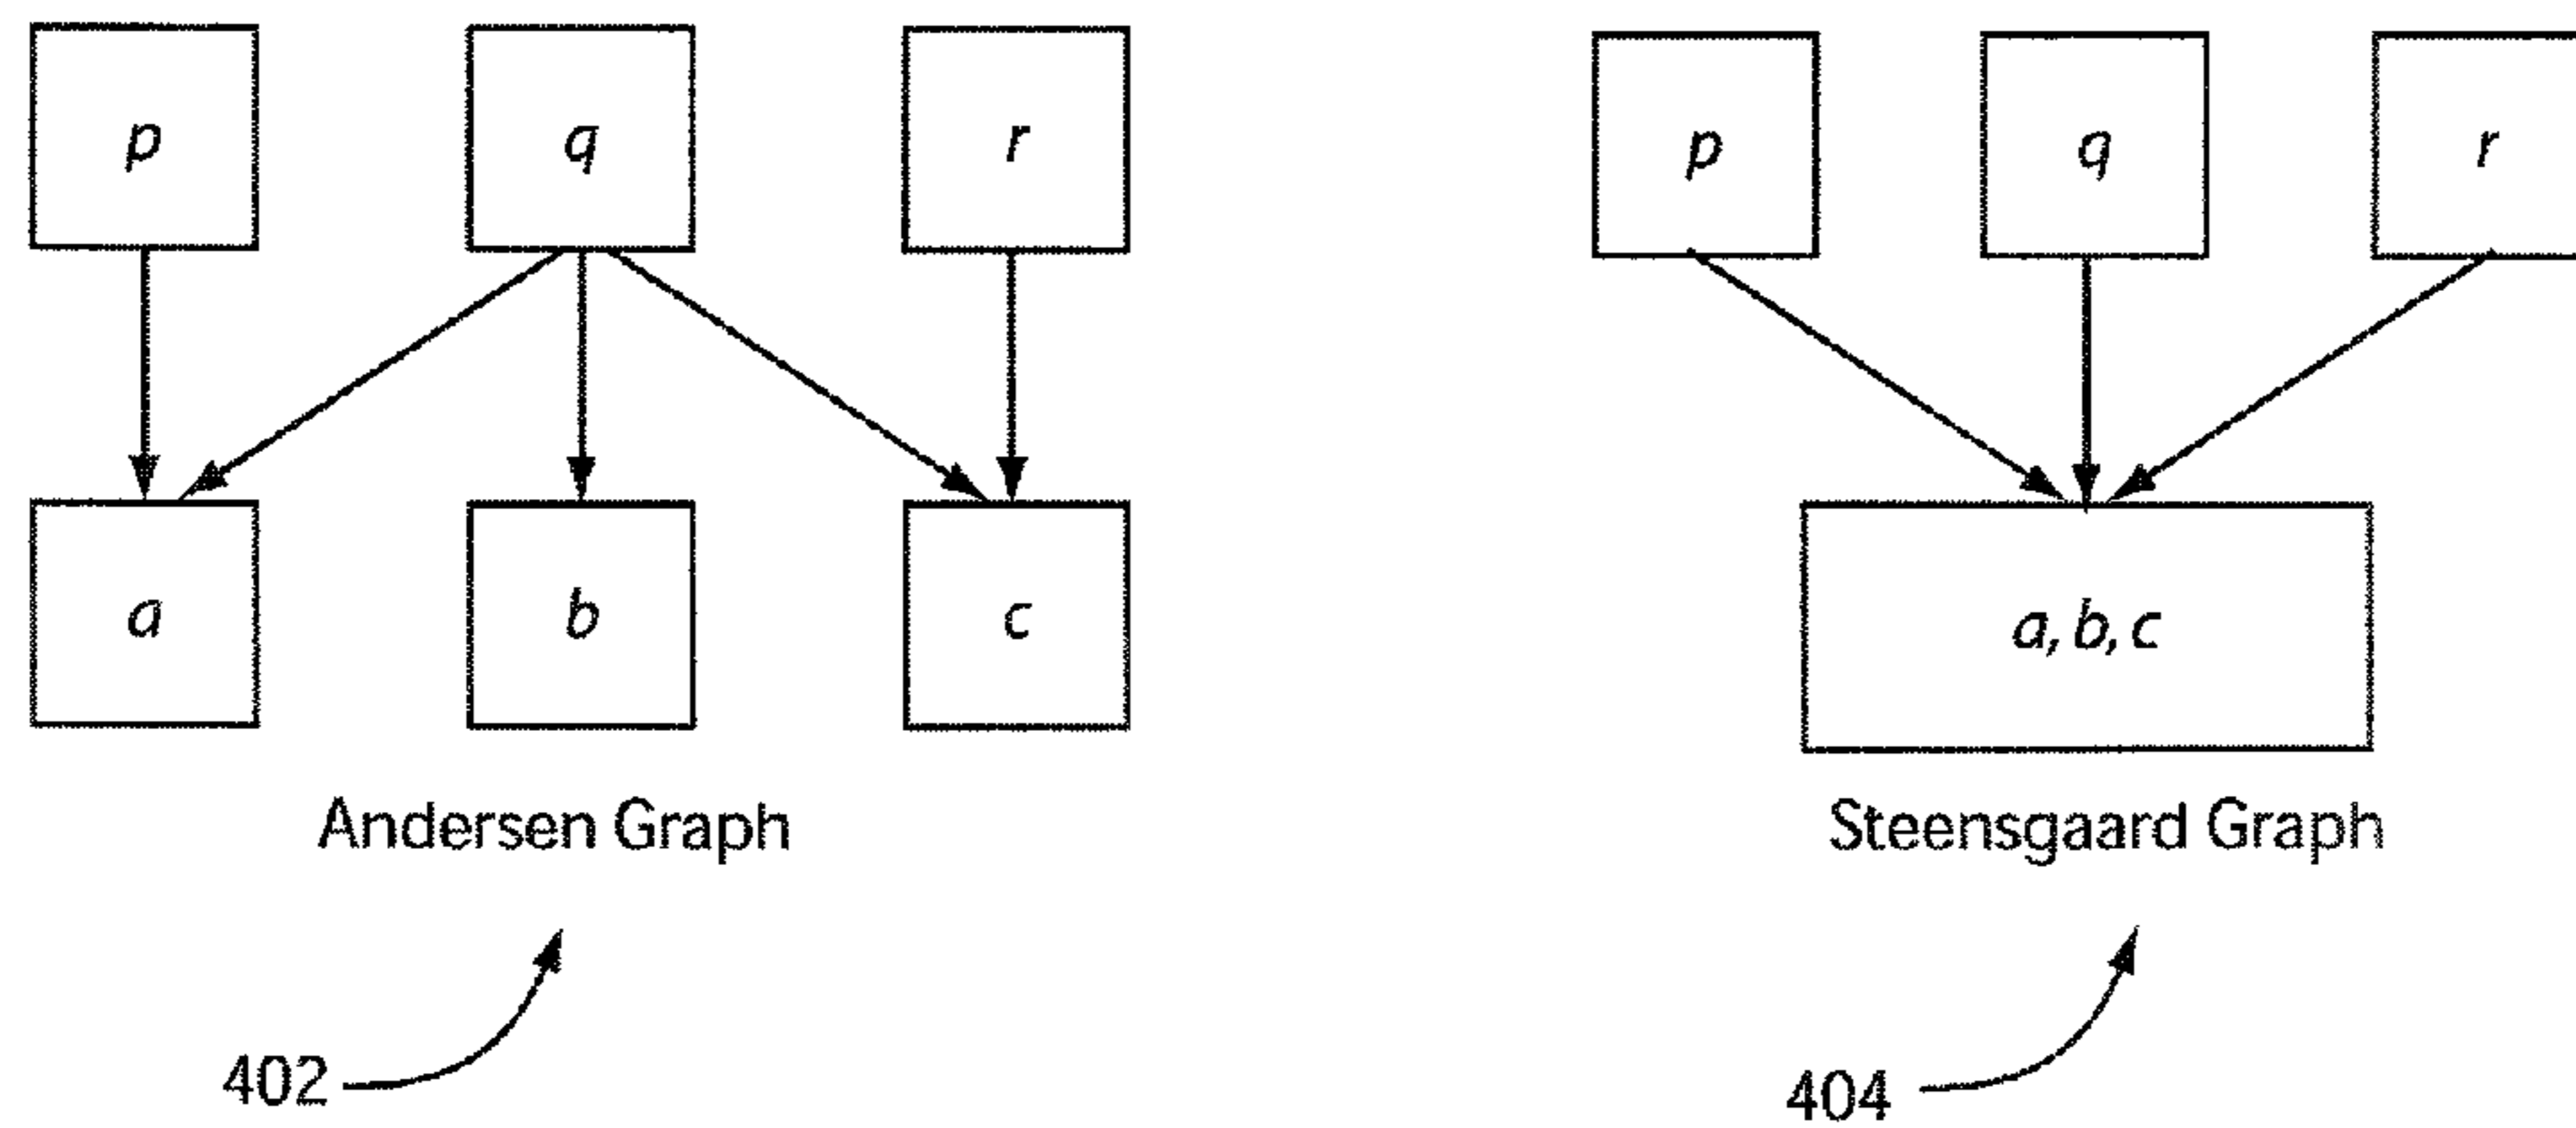 p
q
r
a
b
c
Andersen Graph
402
p
q
r
a, b, c
Steensgaard Graph
404